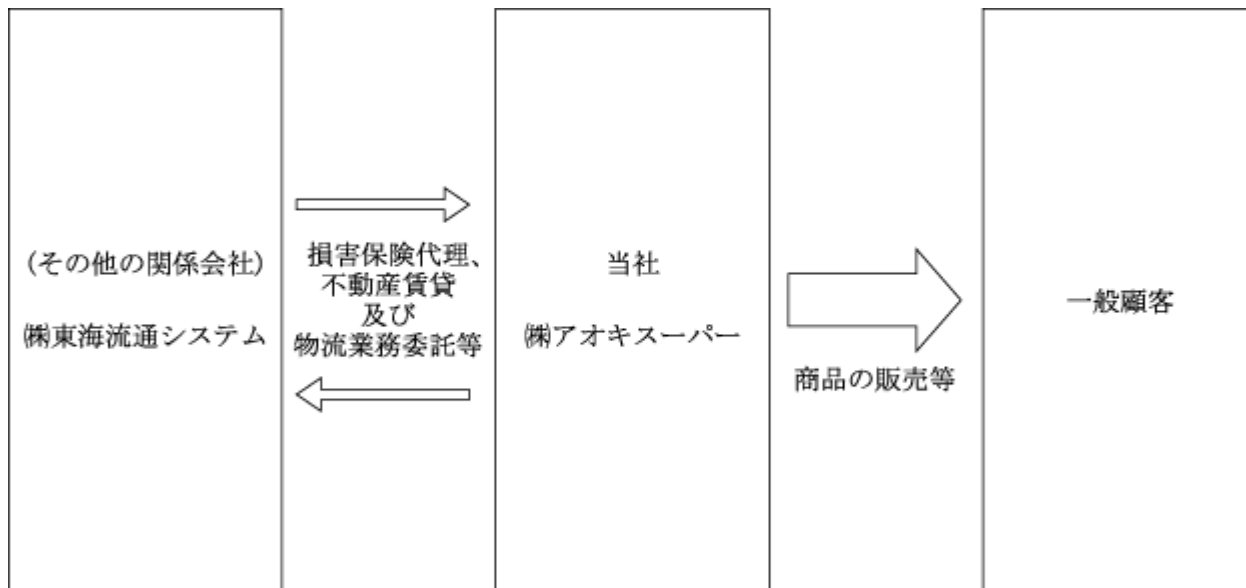 (その他の関係会社)
㈱東海流通システム
損害保険代理、
不動産賃貸
及び
物流業務委託等
当社
㈱アオキスーパー
商品の販売等
一般顧客